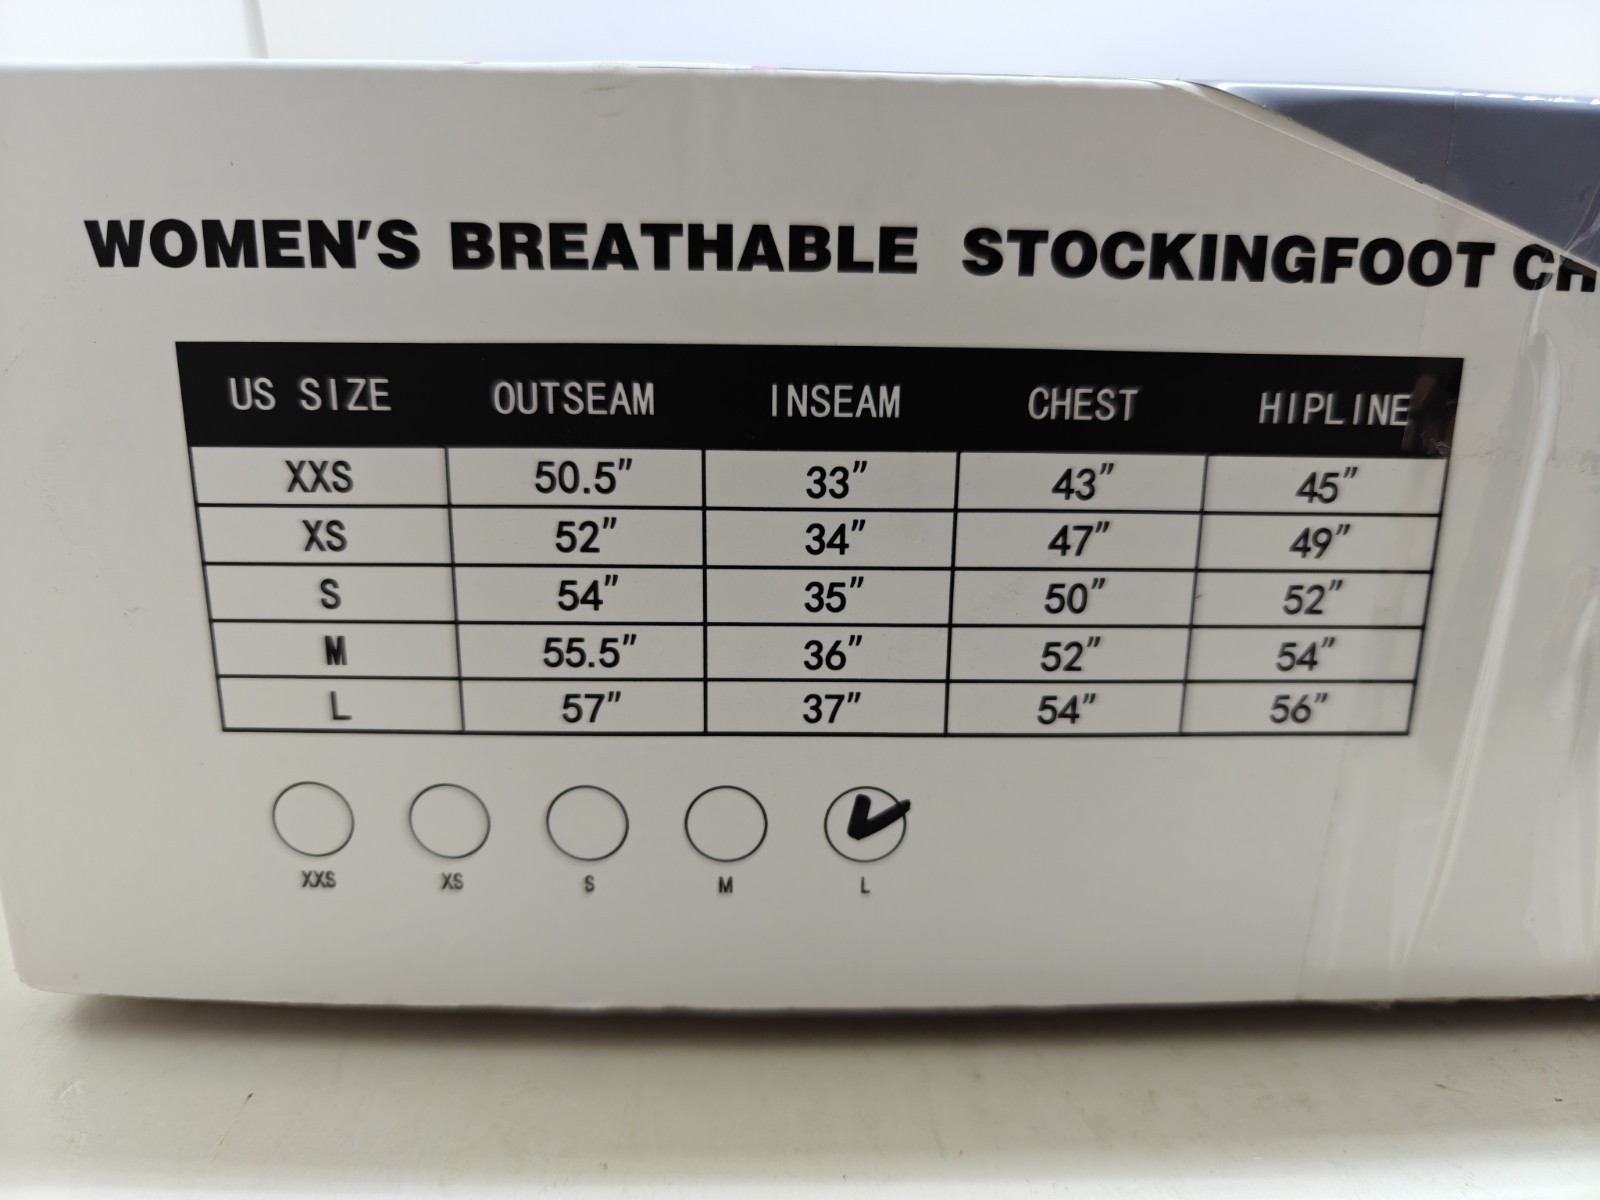 WOMEN'S BREATHABLE STOCKINGFOOT
US SIZE OUTSEAM INSEAM CHEST HIPLINE
XXS 50.5" 33" 43" 45"
XS 52" 34" 47" 49"
S 54" 35" 50" 52"
M 55.5" 36" 52" 54"
L 57" 37" 54" 56"
XXS XS S M L